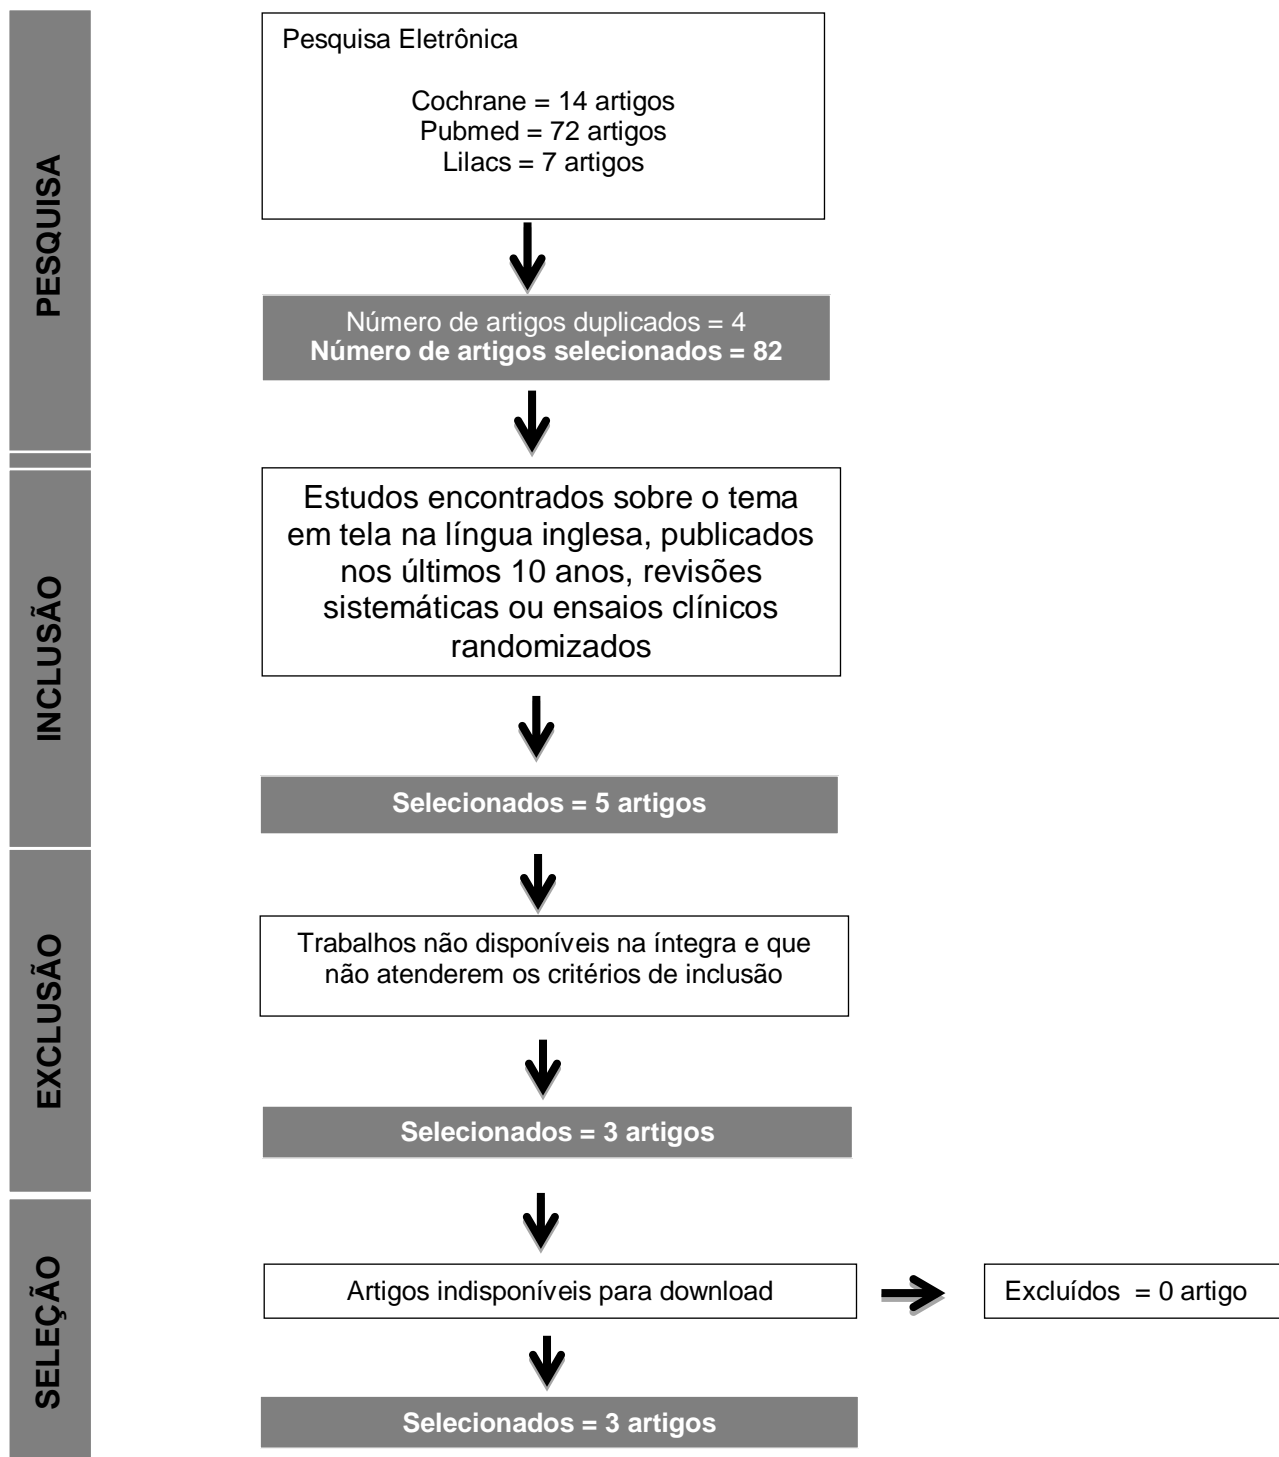 PESQUISA
Pesquisa Eletrônica
Cochrane = 14 artigos
Pubmed = 72 artigos
Lilacs = 7 artigos
Número de artigos duplicados = 4
Número de artigos selecionados = 82
INCLUSÃO
Estudos encontrados sobre o tema
em tela na língua inglesa, publicados
nos últimos 10 anos, revisões
sistemáticas ou ensaios clínicos
randomizados
Selecionados = 5 artigos
EXCLUSÃO
Trabalhos não disponíveis na íntegra e que
não atenderem os critérios de inclusão
Selecionados = 3 artigos
SELEÇÃO
Artigos indisponíveis para download
Excluídos = 0 artigo
Selecionados = 3 artigos